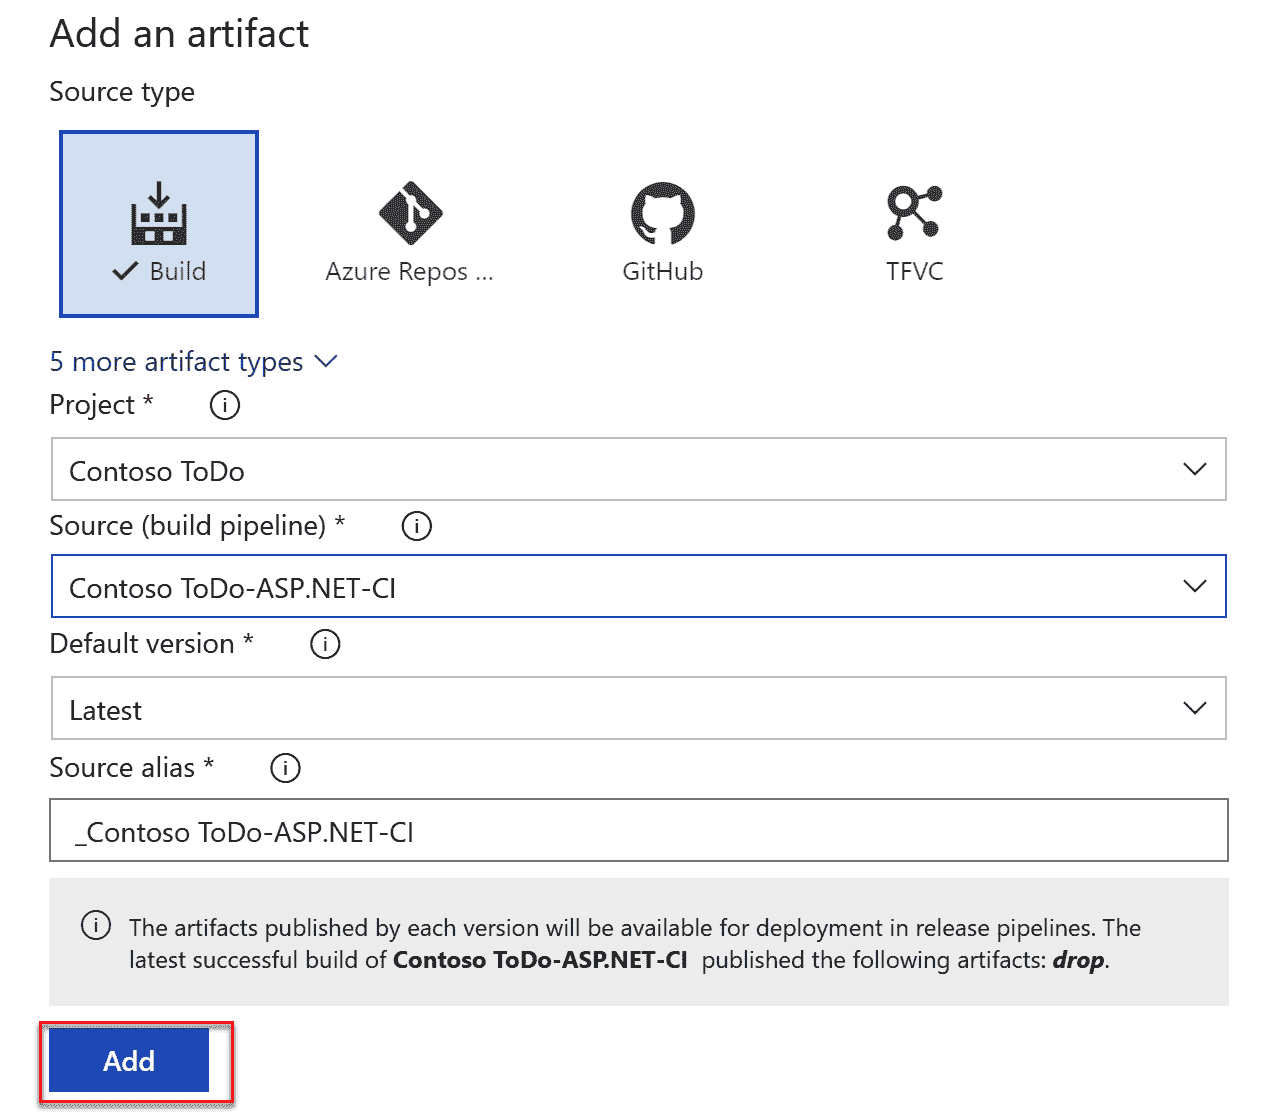 Add an artifact
Source type
Build
Azure Repos ...
GitHub
TFVC
5 more artifact types
Project *
Contoso ToDo
Source (build pipeline) *
Contoso ToDo-ASP.NET-CI
Default version *
Latest
Source alias *
_Contoso ToDo-ASP.NET-CI
The artifacts published by each version will be available for deployment in release pipelines. The
latest successful build of Contoso ToDo-ASP.NET-CI published the following artifacts: drop.
Add